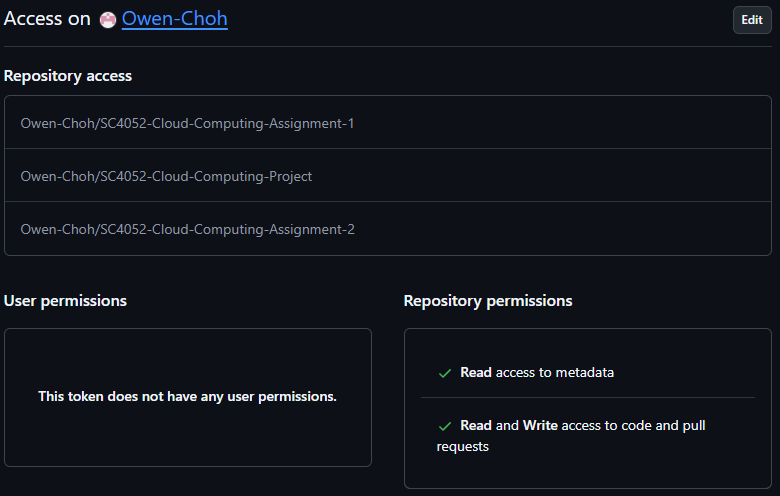 Access on Owen-Choh
Edit
Repository access
Owen-Choh/SC4052-Cloud-Computing-Assignment-1
Owen-Choh/SC4052-Cloud-Computing-Project
Owen-Choh/SC4052-Cloud-Computing-Assignment-2
User permissions
This token does not have any user permissions.
Repository permissions
Read access to metadata
Read and Write access to code and pull
requests